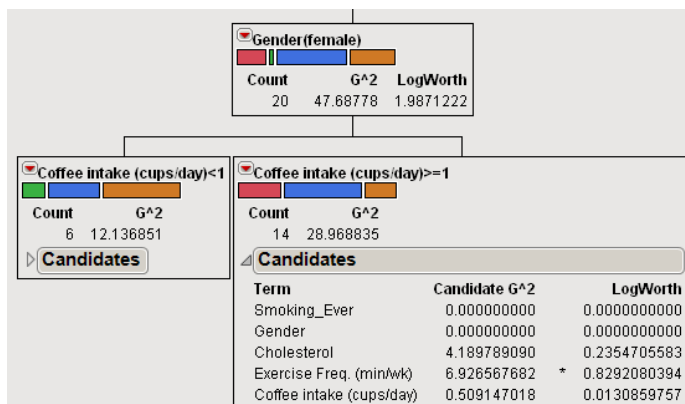 Gender(female)
Count G^2 LogWorth
20 47.68778 1.9871222
Coffee intake (cups/day)<1
Count G^2
6 12.136851
Candidates
Coffee intake (cups/day)>=1
Count G^2
14 28.968835
Candidates
Term Candidate G^2 LogWorth
Smoking_Ever 0.000000000 0.0000000000
Gender 0.000000000 0.0000000000
Cholesterol 4.189789090 0.2354705583
Exercise Freq. (min/wk) 6.926567682 * 0.8292080394
Coffee intake (cups/day) 0.509147018 0.0130859757